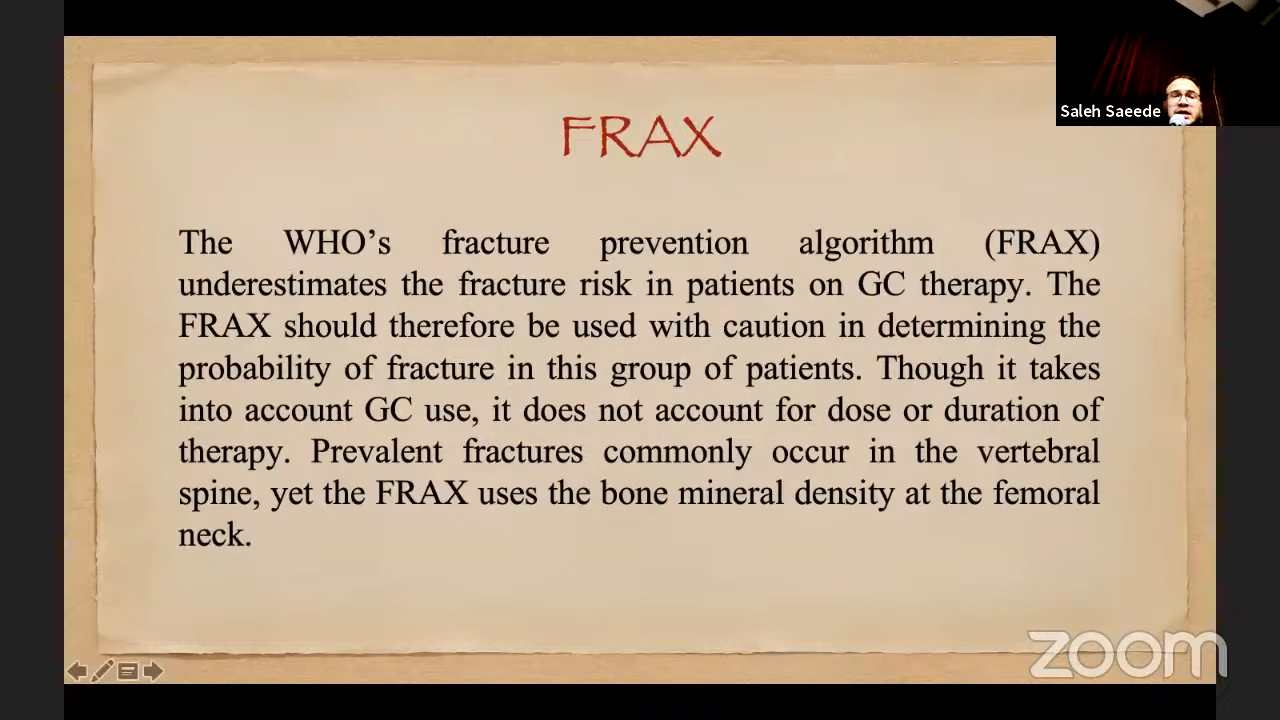 Saleh Saeede
FRAX
The WHO's fracture prevention algorithm (FRAX)
underestimates the fracture risk in patients on GC therapy. The
FRAX should therefore be used with caution in determining the
probability of fracture in this group of patients. Though it takes
into account GC use, it does not account for dose or duration of
therapy. Prevalent fractures commonly occur in the vertebral
spine, yet the FRAX uses the bone mineral density at the femoral
neck.
zoom